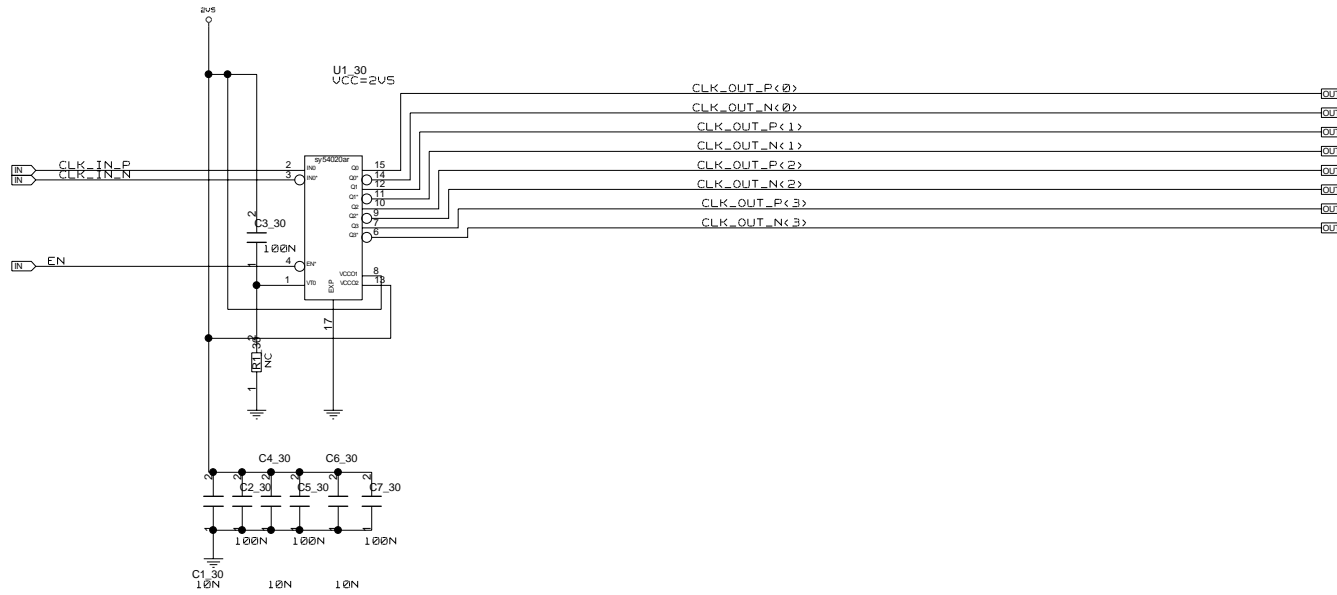 2V5
U1_30
VCC=2V5
CLK_OUT_P<0>
CLK_OUT_N<0>
OUT
OUT
CLK_OUT_P<1>
OUT
CLK_OUT_N<1>
OUT
CLK_OUT_P<2>
OUT
CLK_OUT_N<2>
OUT
CLK_OUT_P<3>
OUT
CLK_OUT_N<3>
OUT
sy54020ar
IN CLK_IN_P 2 IN0 Q0 15
IN CLK_IN_N 3 IN0* Q0* 14
Q1 12
Q1* 11
Q2 10
Q2* 9
Q3 7
Q3* 6
2
C3_30
100N
1
IN EN 4 EN*
VCCO1 8
1 VT0 VCCO2 13
EXP
17
2
R1_30
NC
1
C4_30 C6_30
2 2 2 2 2 2
C2_30 C5_30 C7_30
1 1 1 1 1 1
100N 100N 100N
C1_30
10N 10N 10N